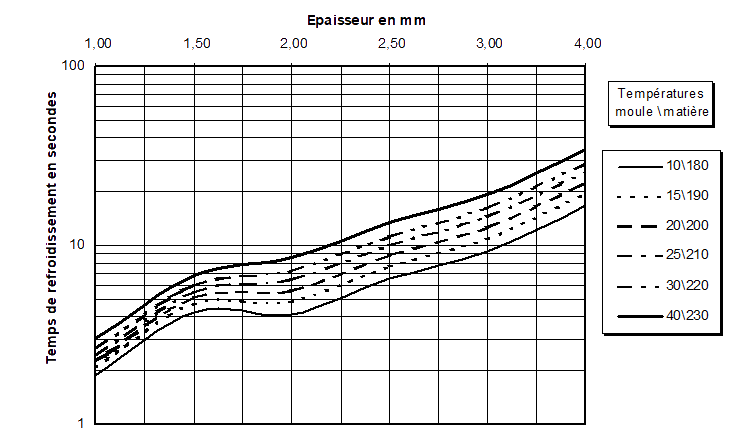 Epaisseur en mm
1,00 1,50 2,00 2,50 3,00 4,00
Temps de refroidissement en secondes
100
10
1
Températures
moule \matière
10\180
15\190
20\200
25\210
30\220
40\230